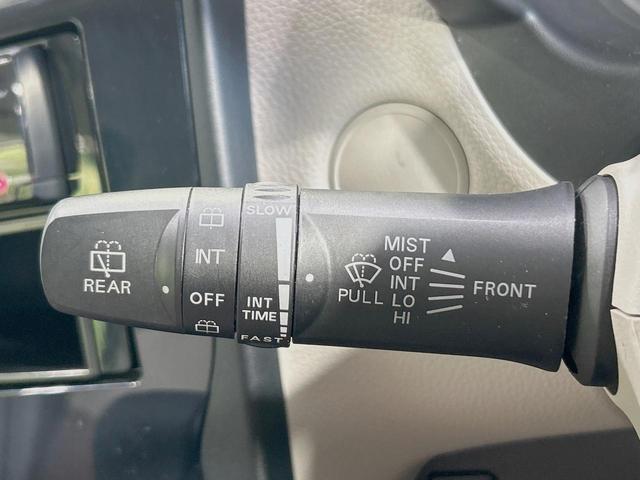 REAR
INT
OFF
SLOW
INT
TIME
FAST
PULL
MIST
OFF
INT
LO
HI
FRONT